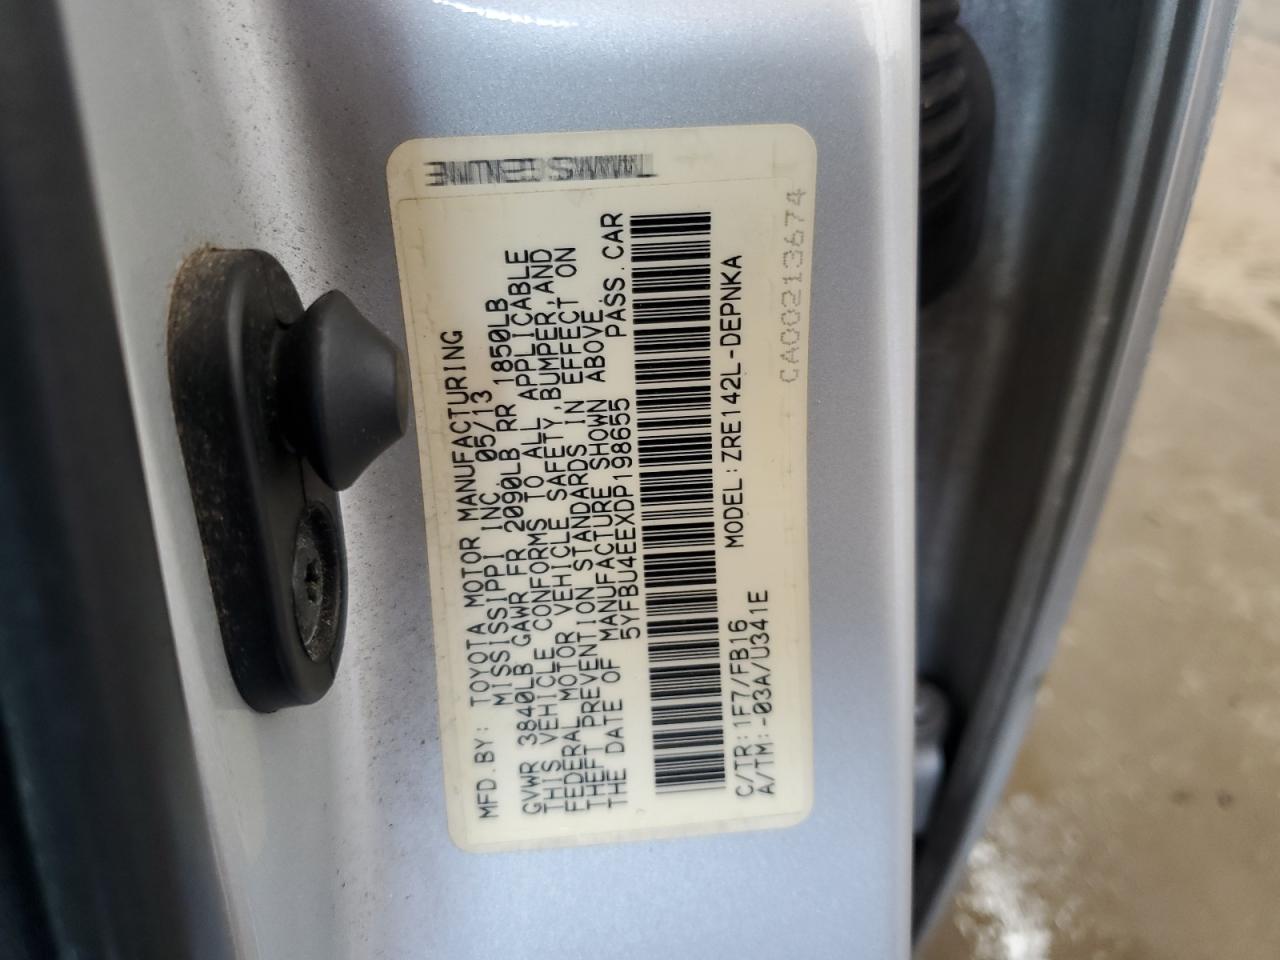 MFD.BY: TOYOTA MOTOR MANUFACTURING
MISSISSIPPI INC. 05/13
GVWR 3840LB GAWR FR 2090LB RR 1850LB
THIS VEHICLE CONFORMS TO ALL APPLICABLE
FEDERAL MOTOR VEHICLE SAFETY,BUMPER,AND
THEFT PREVENTION STANDARDS IN EFFECT ON
THE DATE OF MANUFACTURE SHOWN ABOVE.
5YFBU4EEXDP198655 PASS.CAR
MODEL:ZRE142L-DEPNKA
C/TR:1F7/FB16
A/TM:-03A/U341E
CA00213674